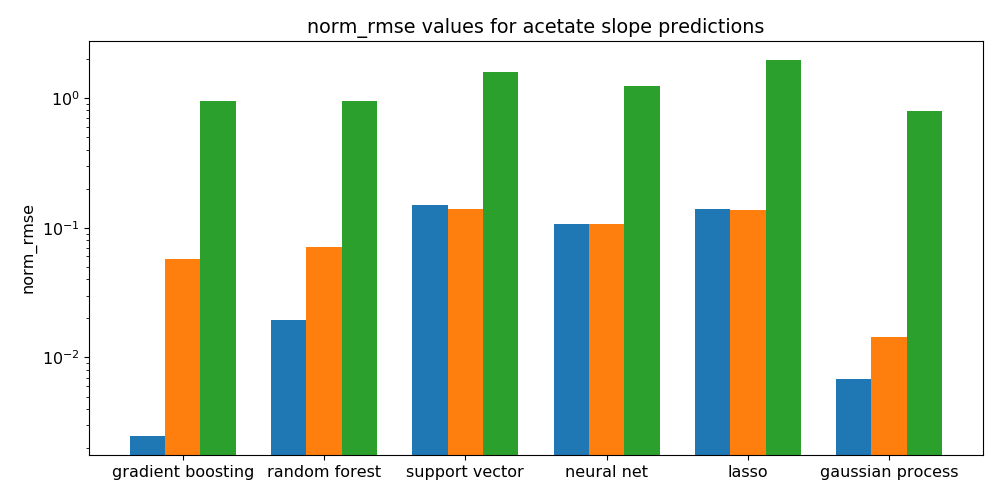 norm_rmse values for acetate slope predictions
norm_rmse
10⁰
10⁻¹
10⁻²
gradient boosting random forest support vector neural net lasso gaussian process